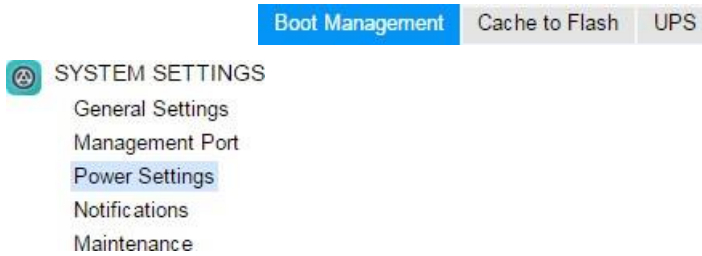 Boot Management Cache to Flash UPS
SYSTEM SETTINGS
General Settings
Management Port
Power Settings
Notifications
Maintenance